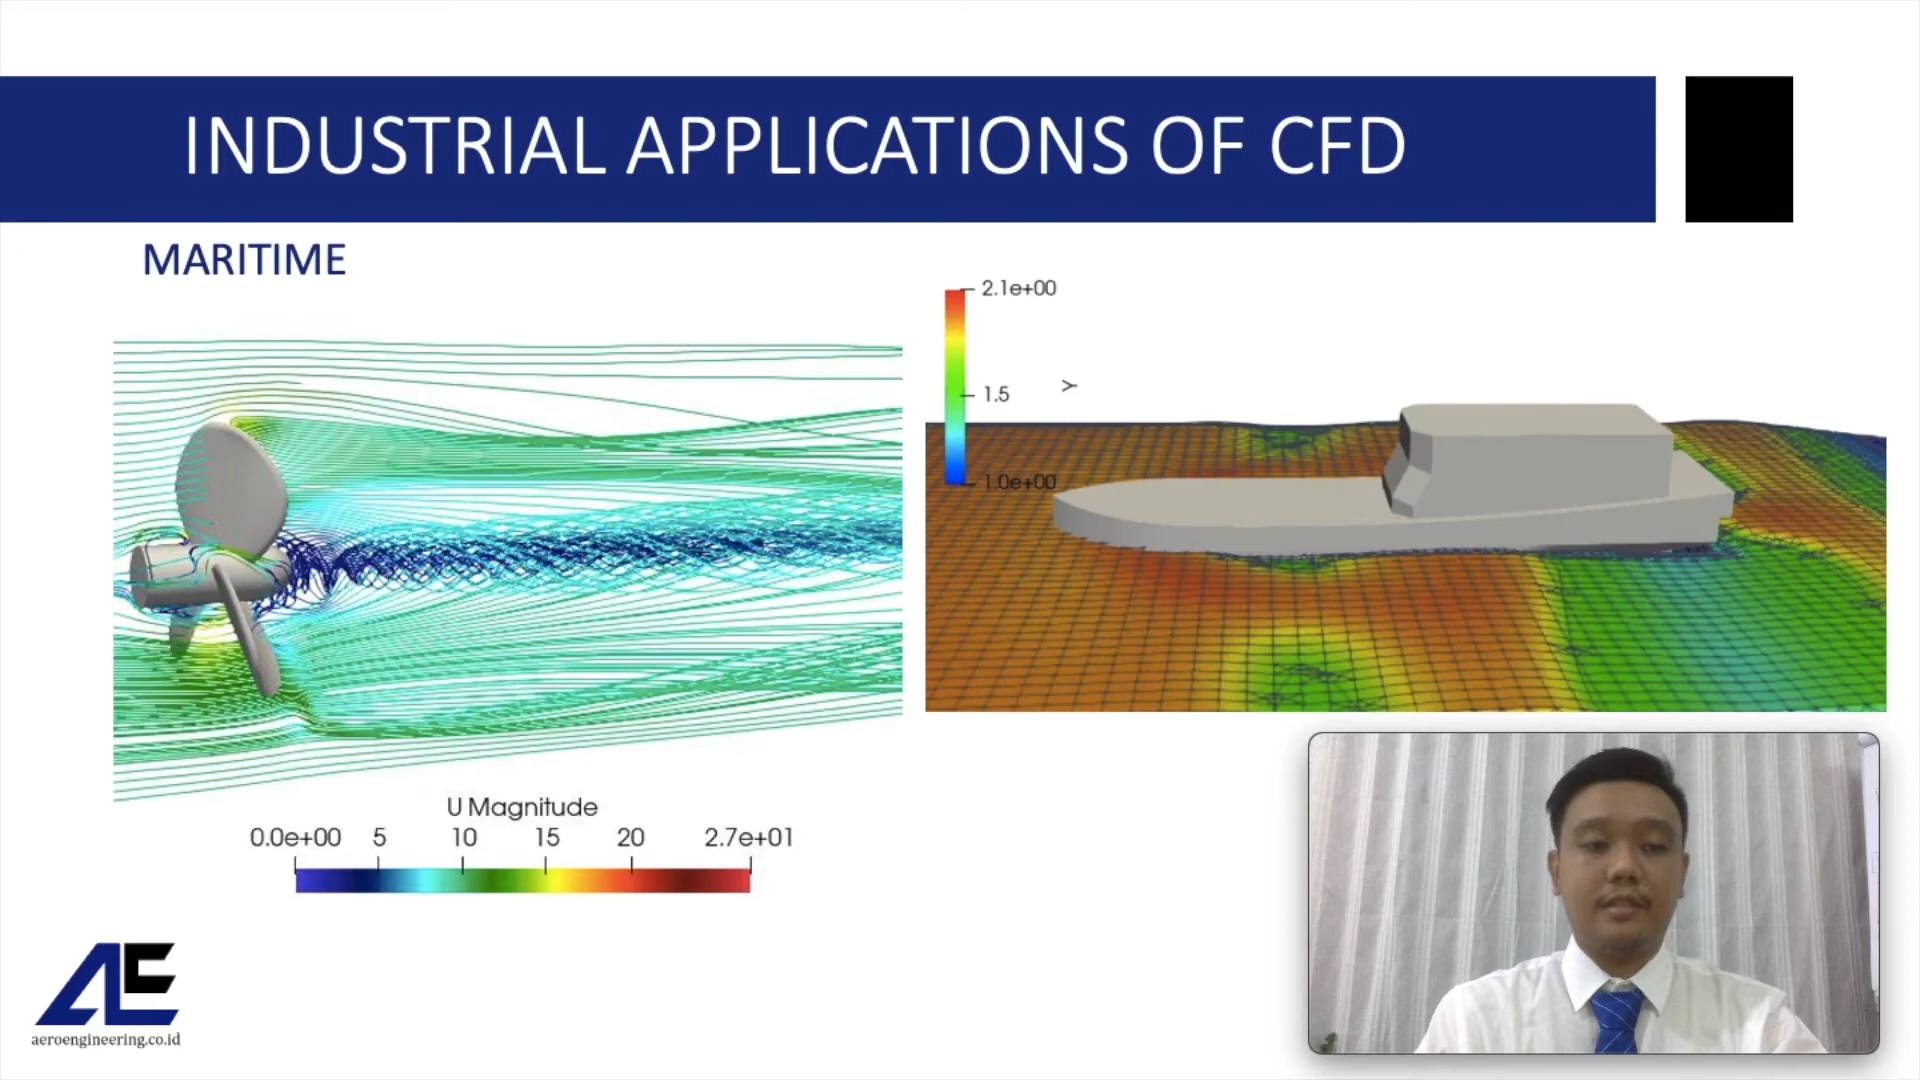 INDUSTRIAL APPLICATIONS OF CFD
MARITIME
2.1e+00
1.5
Y
1.0e+00
U Magnitude
0.0e+00 5 10 15 20 2.7e+01
AE
aeroengineering.co.id